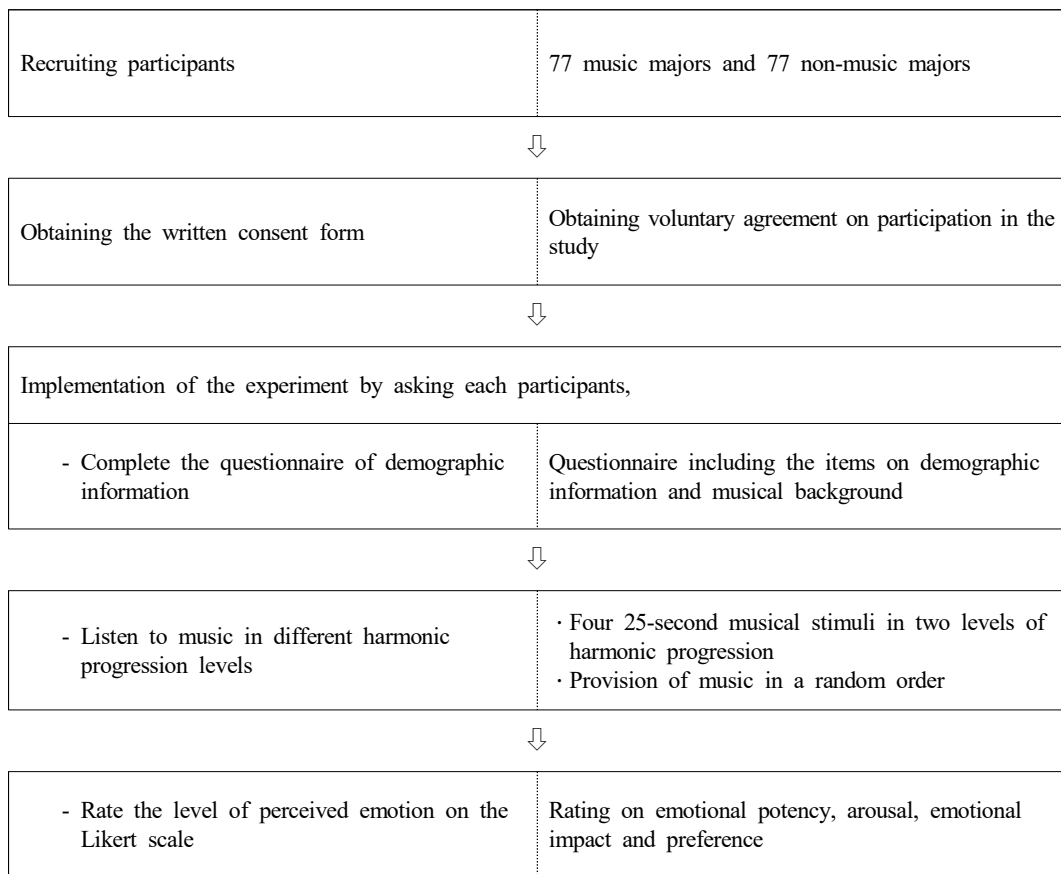 Recruiting participants
77 music majors and 77 non-music majors
⇩
Obtaining the written consent form
Obtaining voluntary agreement on participation in the
study
⇩
Implementation of the experiment by asking each participants,
- Complete the questionnaire of demographic
information
Questionnaire including the items on demographic
information and musical background
⇩
- Listen to music in different harmonic
progression levels
· Four 25-second musical stimuli in two levels of
harmonic progression
· Provision of music in a random order
⇩
- Rate the level of perceived emotion on the
Likert scale
Rating on emotional potency, arousal, emotional
impact and preference